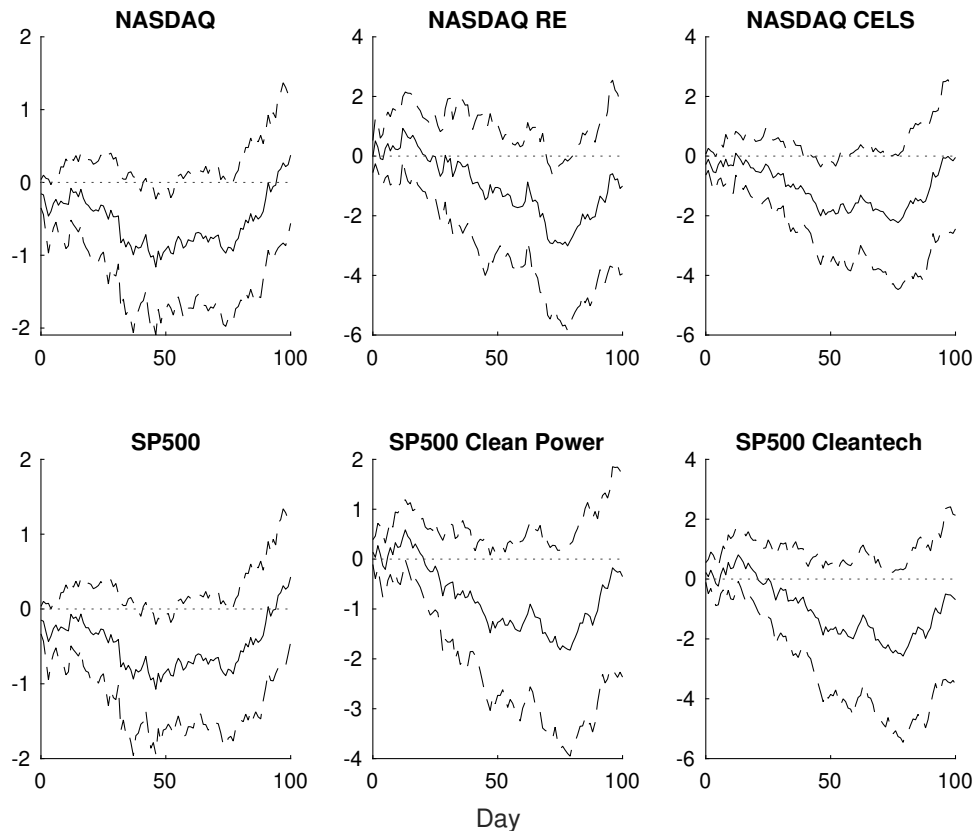 NASDAQ NASDAQ RE NASDAQ CELS
2 4 4
1 2 2
0 0 0
-2 -2
-1 -4 -4
-2 -6 -6
0 50 100 0 50 100 0 50 100
SP500 SP500 Clean Power SP500 Cleantech
2 2 4
1 1 2
0 0 0
-1 -1 -2
-2 -2
-3 -4
-4 -6
0 50 100 0 50 100 0 50 100
Day